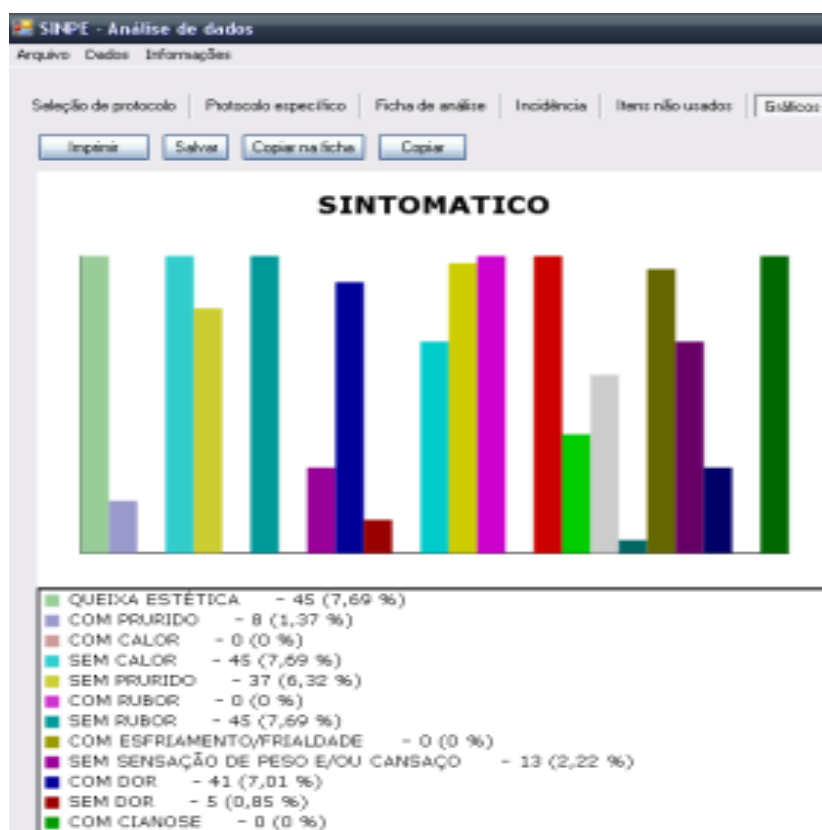 SINPE - Análise de dados
Arquivo Dados Informações
Seleção de protocolo Protocolo específico Ficha de análise Incidência Itens não usados Gráficos
Imprimir Salvar Copiar na ficha Copiar
SINTOMATICO
QUEIXA ESTÉTICA - 45 (7,69 %)
COM PRURIDO - 8 (1,37 %)
COM CALOR - 0 (0 %)
SEM CALOR - 45 (7,69 %)
SEM PRURIDO - 37 (6,32 %)
COM RUBOR - 0 (0 %)
SEM RUBOR - 45 (7,69 %)
COM ESFRIAMENTO/FRIALDADE - 0 (0 %)
SEM SENSAÇÃO DE PESO E/OU CANSAÇO - 13 (2,22 %)
COM DOR - 41 (7,01 %)
SEM DOR - 5 (0,85 %)
COM CIANOSE - 0 (0 %)